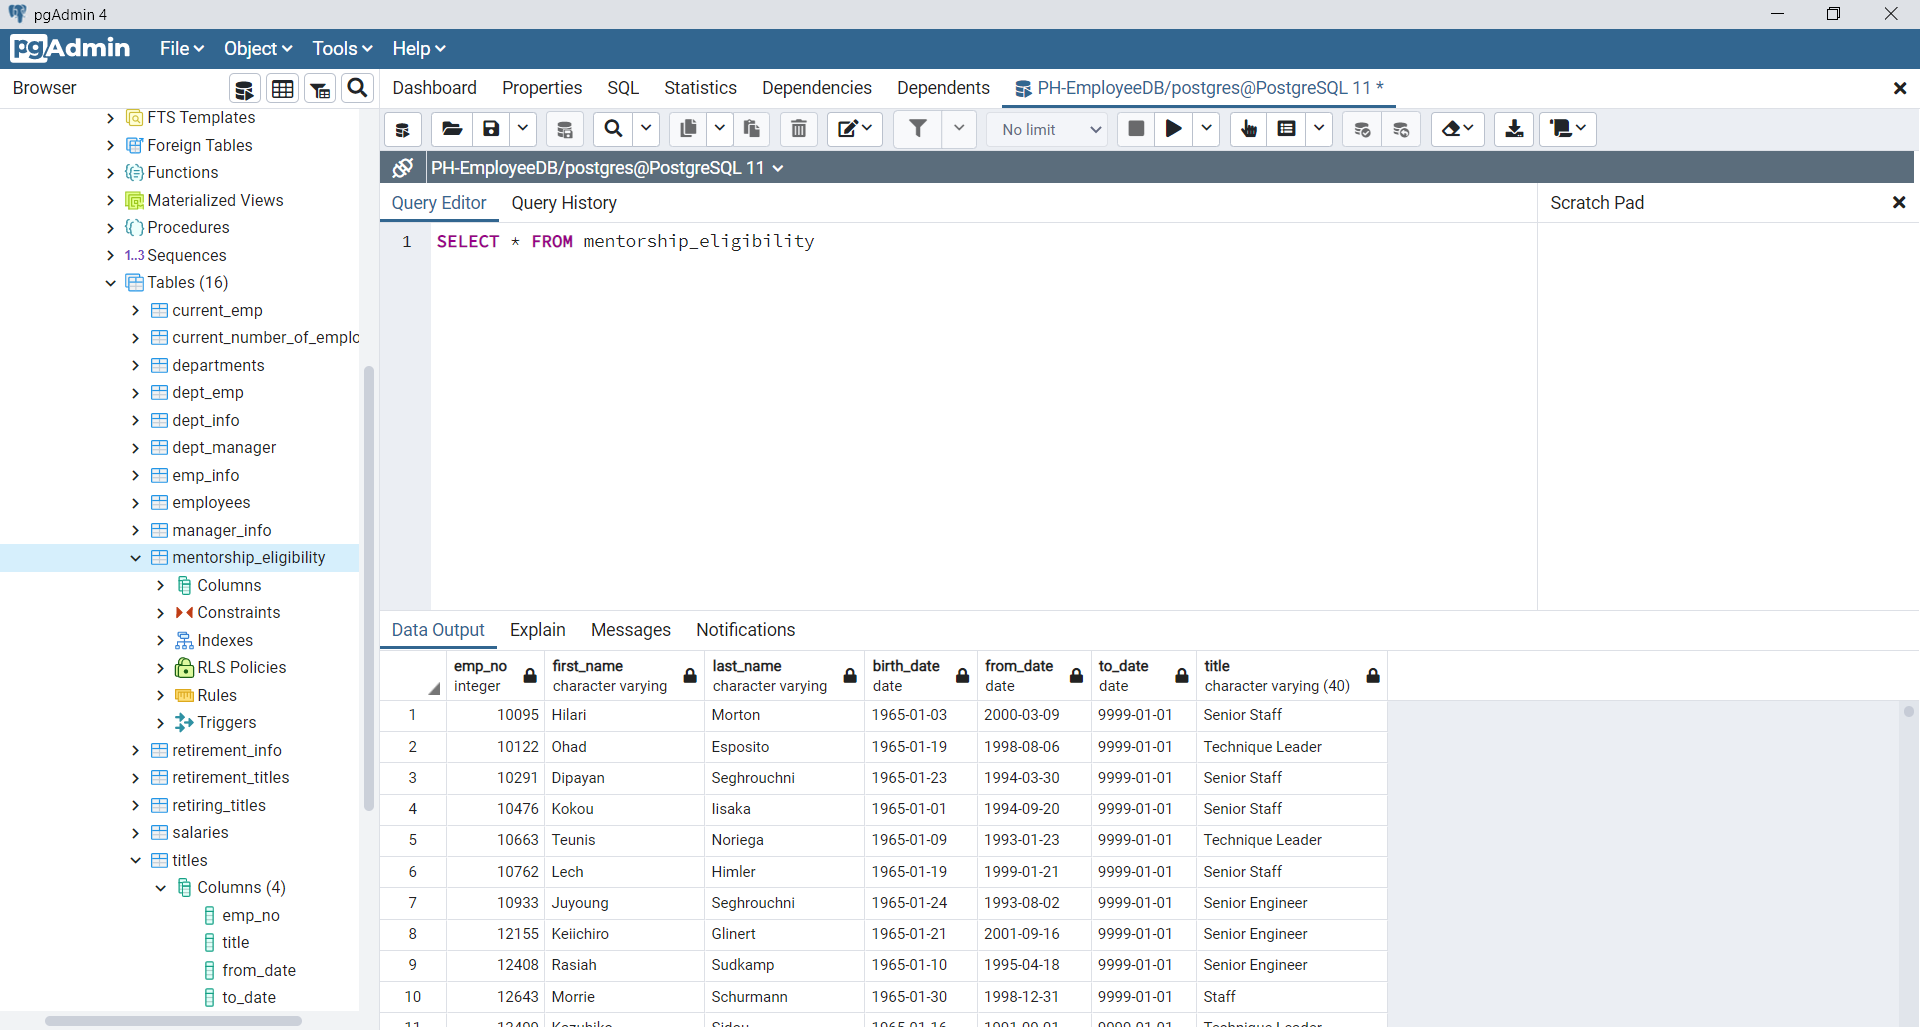 pgAdmin 4
pgAdmin File Object Tools Help
Browser
Dashboard Properties SQL Statistics Dependencies Dependents PH-EmployeeDB/postgres@PostgreSQL 11 *
FTS Templates
Foreign Tables
Functions
Materialized Views
Procedures
1..3 Sequences
Tables (16)
current_emp
current_number_of_emplo
departments
dept_emp
dept_info
dept_manager
emp_info
employees
manager_info
mentorship_eligibility
Columns
Constraints
Indexes
RLS Policies
Rules
Triggers
retirement_info
retirement_titles
retiring_titles
salaries
titles
Columns (4)
emp_no
title
from_date
to_date
No limit
PH-EmployeeDB/postgres@PostgreSQL 11
Query Editor Query History
Scratch Pad
1 SELECT * FROM mentorship_eligibility
Data Output Explain Messages Notifications
emp_no first_name last_name birth_date from_date to_date title
integer character varying character varying date date date character varying (40)
1 10095 Hilari Morton 1965-01-03 2000-03-09 9999-01-01 Senior Staff
2 10122 Ohad Esposito 1965-01-19 1998-08-06 9999-01-01 Technique Leader
3 10291 Dipayan Seghrouchni 1965-01-23 1994-03-30 9999-01-01 Senior Staff
4 10476 Kokou Iisaka 1965-01-01 1994-09-20 9999-01-01 Senior Staff
5 10663 Teunis Noriega 1965-01-09 1993-01-23 9999-01-01 Technique Leader
6 10762 Lech Himler 1965-01-19 1999-01-21 9999-01-01 Senior Staff
7 10933 Juyoung Seghrouchni 1965-01-24 1993-08-02 9999-01-01 Senior Engineer
8 12155 Keiichiro Glinert 1965-01-21 2001-09-16 9999-01-01 Senior Engineer
9 12408 Rasiah Sudkamp 1965-01-10 1995-04-18 9999-01-01 Senior Engineer
10 12643 Morrie Schurmann 1965-01-30 1998-12-31 9999-01-01 Staff